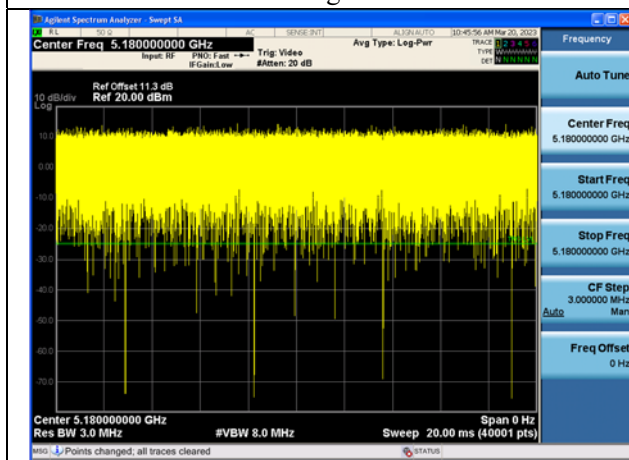 Agilent Spectrum Analyzer - Swept SA
RL 50 Ω AC SENSE:INT ALIGN AUTO 10:45:56 AM Mar 20, 2023
Center Freq 5.180000000 GHz
Input: RF PNO: Fast Trig: Video
IFGain:Low #Atten: 20 dB
Avg Type: Log-Pwr
TRACE 1 2 3 4 5 6
TYPE
DET N N N N N N
Ref Offset 11.3 dB
10 dB/div Ref 20.00 dBm
Log
10.0
0.00
-10.0
-20.0
-30.0
-40.0
-50.0
-60.0
-70.0
Center 5.180000000 GHz Span 0 Hz
Res BW 3.0 MHz #VBW 8.0 MHz Sweep 20.00 ms (40001 pts)
MSG Points changed; all traces cleared STATUS
Frequency
Auto Tune
Center Freq
5.180000000 GHz
Start Freq
5.180000000 GHz
Stop Freq
5.180000000 GHz
CF Step
3.000000 MHz
Auto Man
Freq Offset
0 Hz